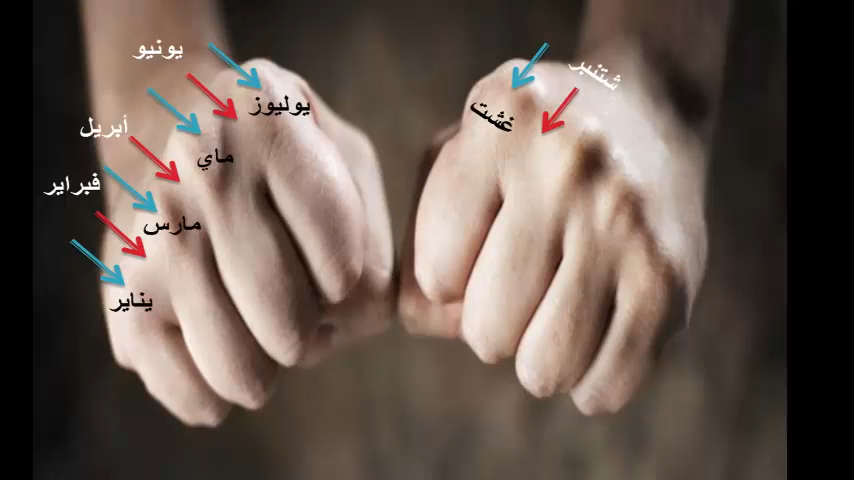 يناير
فبراير
مارس
أبريل
ماي
يونيو
يوليوز
غشت
شتنبر